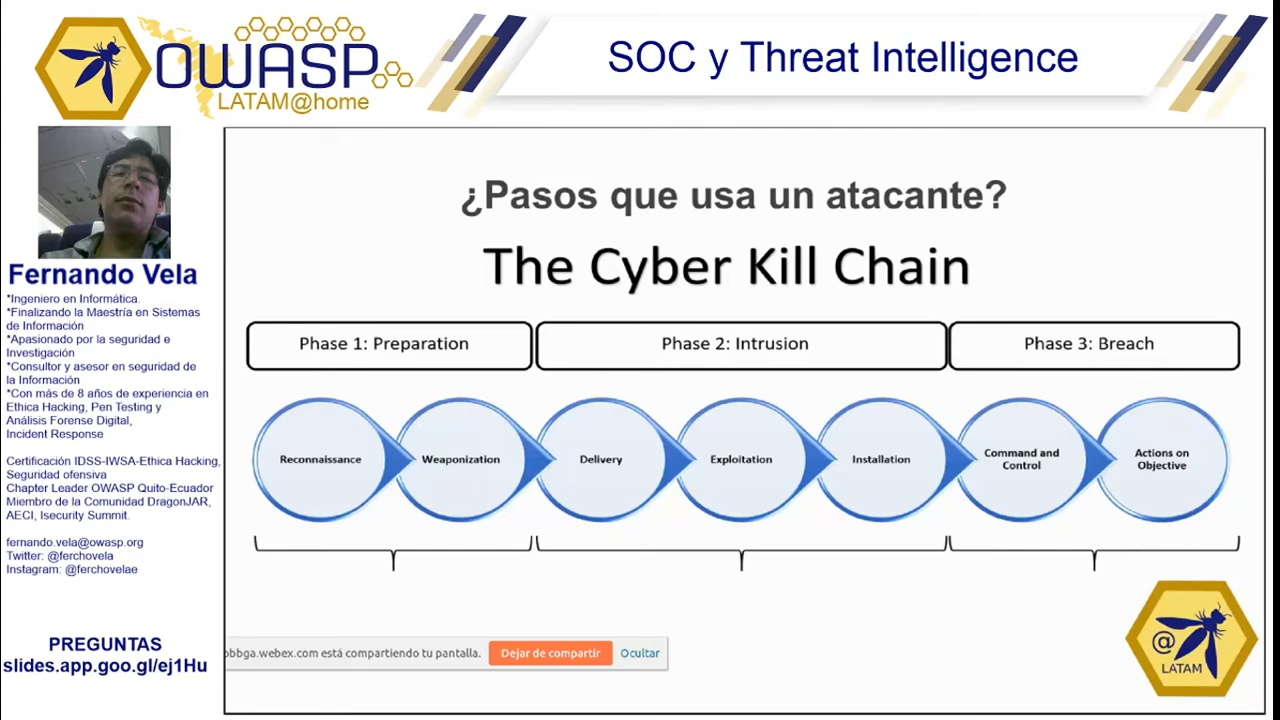 OWASP
LATAM@home
SOC y Threat Intelligence
Fernando Vela
*Ingeniero en Informática.
*Finalizando la Maestría en Sistemas
de Información
*Apasionado por la seguridad e
Investigación
*Consultor y asesor en seguridad de
la Información
*Con más de 8 años de experiencia en
Ethica Hacking, Pen Testing y
Análisis Forense Digital,
Incident Response
Certificación IDSS-IWSA-Ethica Hacking,
Seguridad ofensiva
Chapter Leader OWASP Quito-Ecuador
Miembro de la Comunidad DragonJAR,
AECI, Isecurity Summit.
fernando.vela@owasp.org
Twitter: @ferchovela
Instagram: @ferchovelae
PREGUNTAS
slides.app.goo.gl/ej1Hu
¿Pasos que usa un atacante?
The Cyber Kill Chain
Phase 1: Preparation
Phase 2: Intrusion
Phase 3: Breach
Reconnaissance
Weaponization
Delivery
Exploitation
Installation
Command and
Control
Actions on
Objective
obbga.webex.com está compartiendo tu pantalla.
Dejar de compartir
Ocultar
@
LATAM